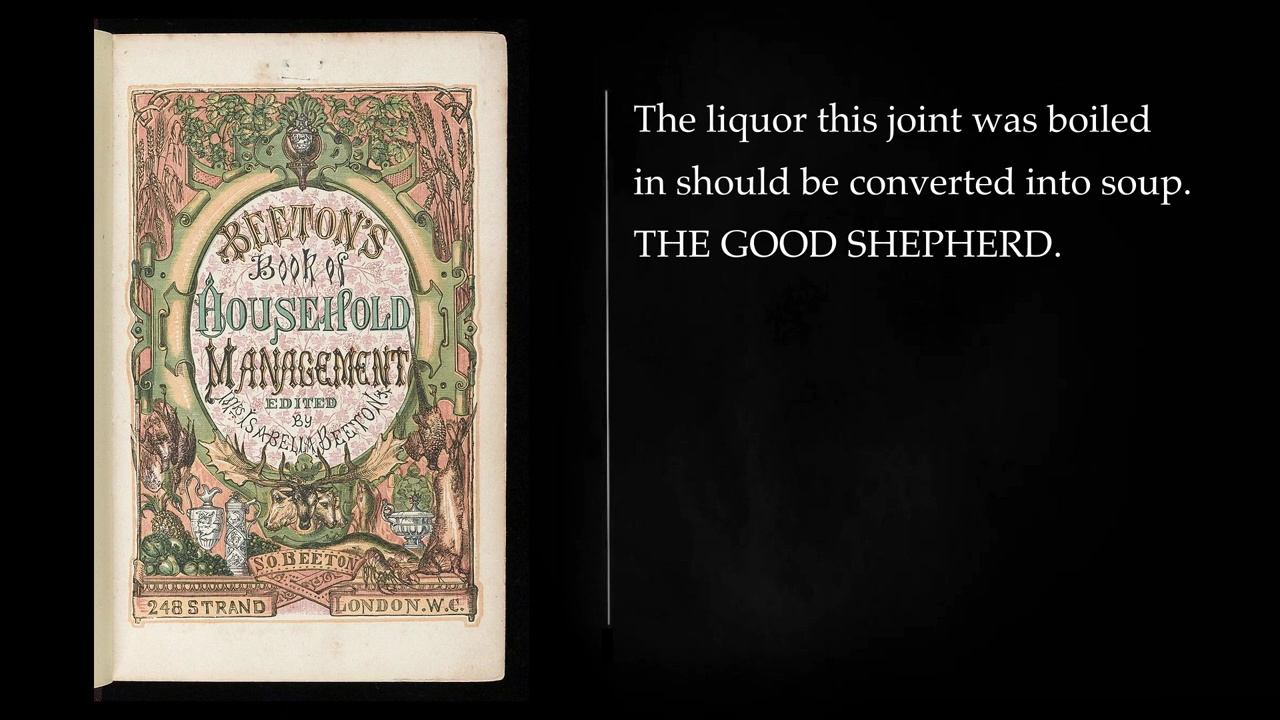 BEETON'S
Book of
HOUSEHOLD
MANAGEMENT
EDITED
By
Mrs ISABELLA BEETON
S.O. BEETON
248 STRAND
LONDON.W.C.
The liquor this joint was boiled
in should be converted into soup.
THE GOOD SHEPHERD.